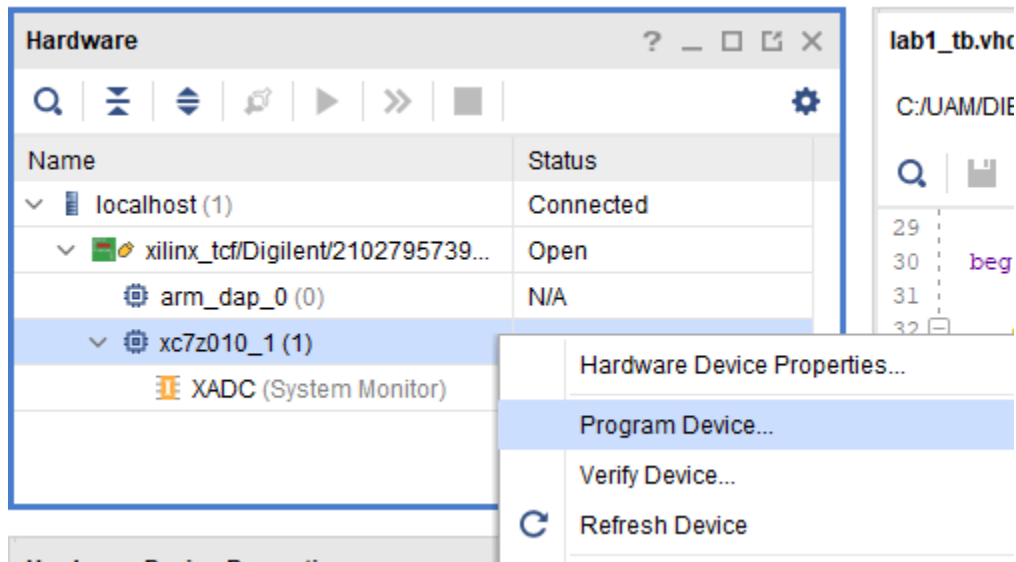 Hardware
lab1_tb.vhd
C:/UAM/DIE
Name Status
localhost (1) Connected
xilinx_tcf/Digilent/2102795739... Open
arm_dap_0 (0) N/A
xc7z010_1 (1)
XADC (System Monitor)
29
30 beg
31
32
Hardware Device Properties...
Program Device...
Verify Device...
Refresh Device